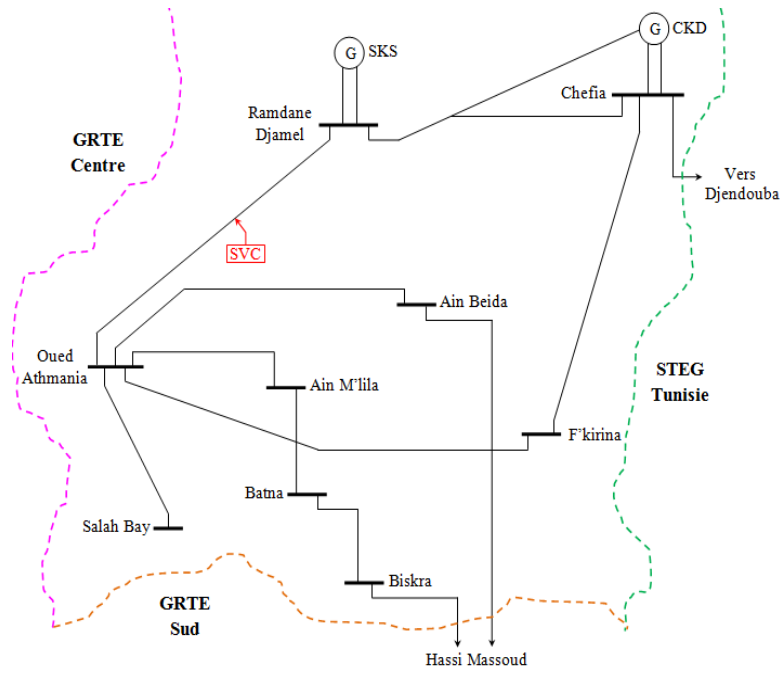 G
SKS
G
CKD
Chefia
Ramdane
Djamel
GRTE
Centre
Vers
Djendouba
SVC
Ain Beida
Oued
Athmania
Ain M'lila
STEG
Tunisie
F'kirina
Batna
Salah Bay
Biskra
GRTE
Sud
Hassi Massoud